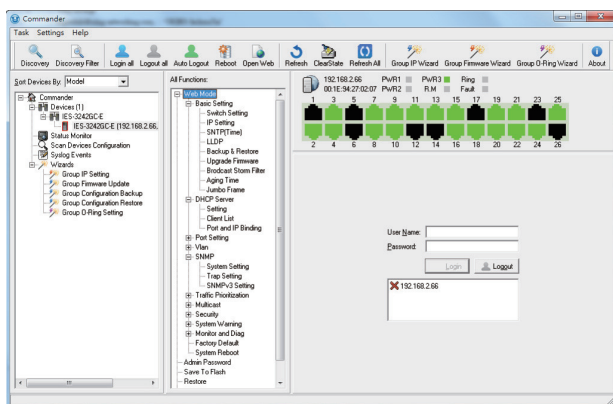 Commander
Task Settings Help
Discovery Discovery Filter Login all Logout all Auto Logout Reboot Open Web Refresh ClearState Refresh All Group IP Wizard Group Firmware Wizard Group O-Ring Wizard About
Sort Devices By: Model
Commander
Devices (1)
IES-3242GC-E
IES-3242GC-E (192.168.2.66,
Status Monitor
Scan Devices Configuration
Syslog Events
Wizards
Group IP Setting
Group Firmware Update
Group Configuration Backup
Group Configuration Restore
Group O-Ring Setting
All Functions:
Web Mode
Basic Setting
Switch Setting
IP Setting
SNTP(Time)
LLDP
Backup & Restore
Upgrade Firmware
Brodcast Storm Filter
Aging Time
Jumbo Frame
DHCP Server
Setting
Client List
Port and IP Binding
Port Setting
Vlan
SNMP
System Setting
Trap Setting
SNMPv3 Setting
Traffic Prioritization
Multicast
Security
System Warning
Monitor and Diag
Factory Default
System Reboot
Admin Password
Save To Flash
Restore
192.168.2.66 PWR1 PWR3 Ring
00:1E:94:27:02:07 PWR2 R.M Fault
1 3 5 7 9 11 13 15 17 19 21 23 25
2 4 6 8 10 12 14 16 18 20 22 24 26
User Name:
Password:
Login Logout
192.168.2.66